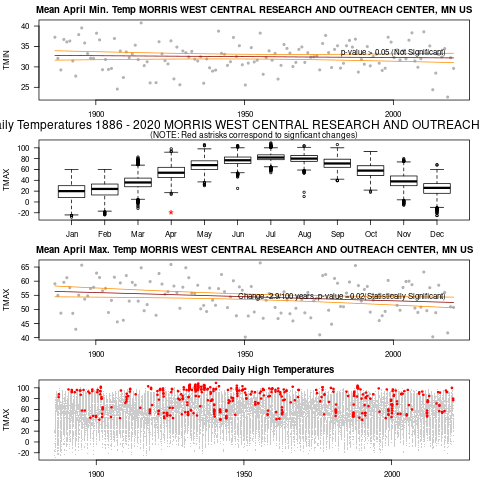 Mean April Min. Temp MORRIS WEST CENTRAL RESEARCH AND OUTREACH CENTER, MN US
TMIN
40
35
30
25
p-value > 0.05 (Not Significant)
1900
1950
2000
aily Temperatures 1886 - 2020 MORRIS WEST CENTRAL RESEARCH AND OUTREACH
(NOTE: Red astrisks correspond to signficant changes)
TMAX
100
80
60
40
20
0
-20
*
Jan Feb Mar Apr May Jun Jul Aug Sep Oct Nov Dec
Mean April Max. Temp MORRIS WEST CENTRAL RESEARCH AND OUTREACH CENTER, MN US
TMAX
65
60
55
50
45
40
Change -2.9/100 years, p-value =0.02(Statistically Significant)
1900
1950
2000
Recorded Daily High Temperatures
TMAX
100
80
60
40
20
0
-20
1900
1950
2000